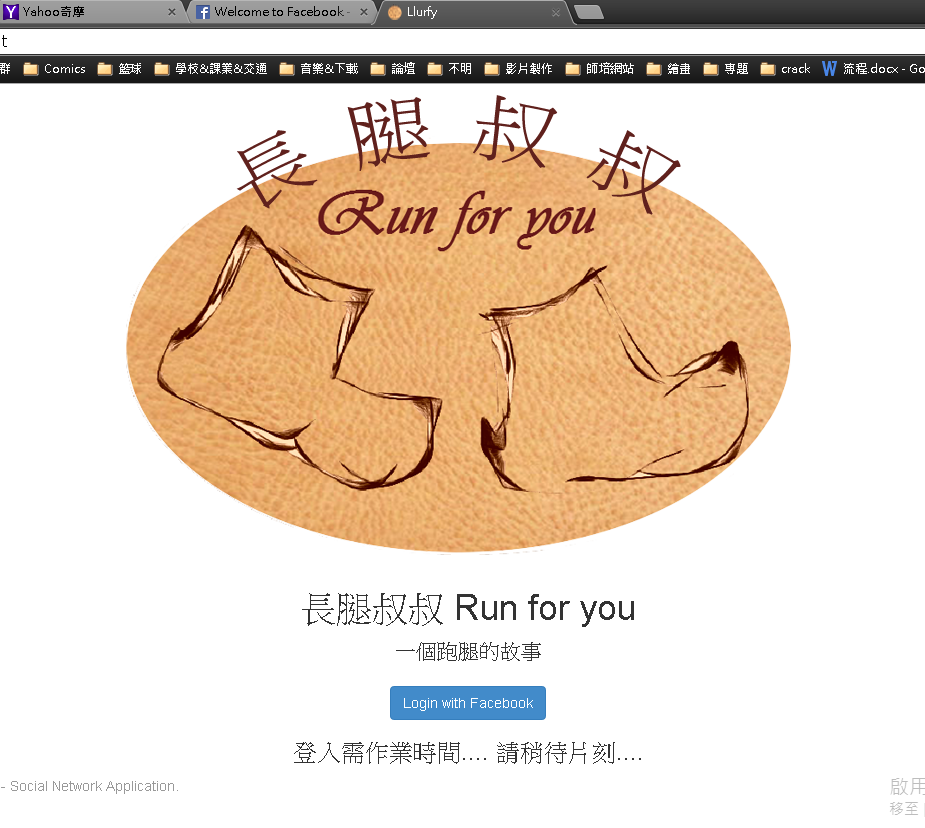 Yahoo奇摩
Welcome to Facebook -
Llurfy
t
群 Comics 籃球 學校&課業&交通 音樂&下載 論壇 不明 影片製作 師培網站 繪畫 專題 crack 流程.docx - Go
長腿叔叔
Run for you
長腿叔叔 Run for you
一個跑腿的故事
Login with Facebook
登入需作業時間.... 請稍待片刻....
- Social Network Application.
啟用
移至